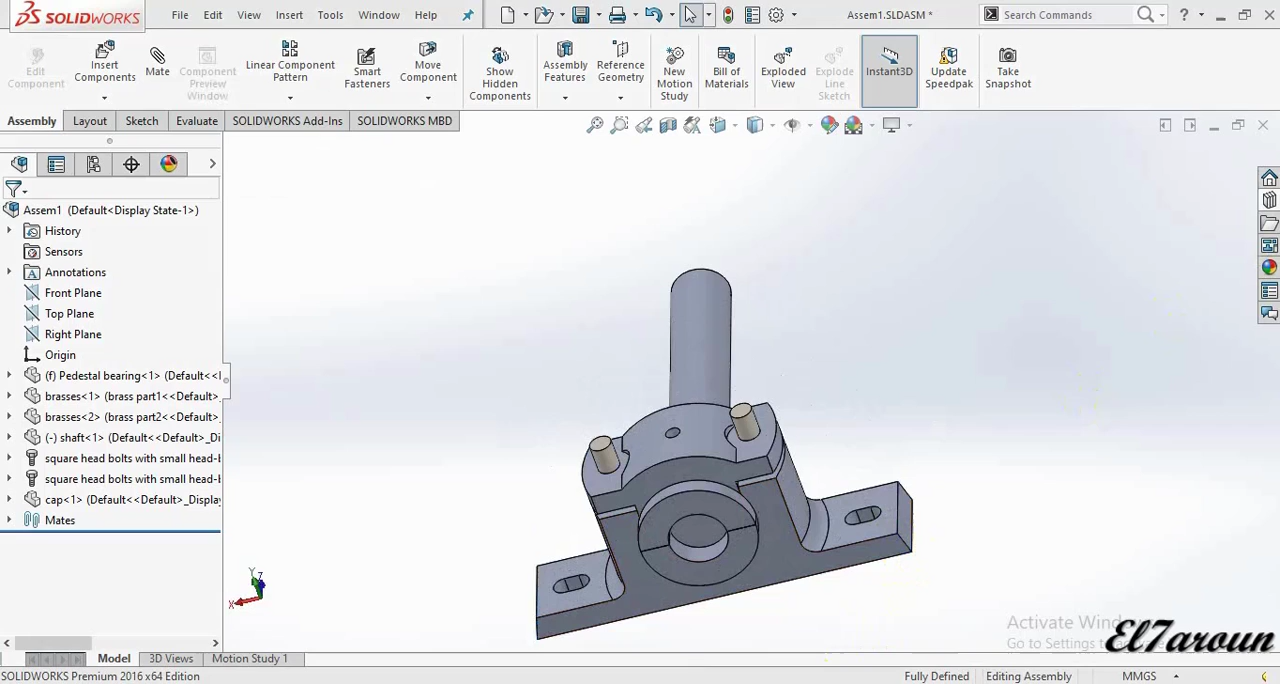 SOLIDWORKS
File Edit View Insert Tools Window Help
Assem1.SLDASM *
Search Commands
Edit Component
Insert Components
Mate
Component Preview Window
Linear Component Pattern
Smart Fasteners
Move Component
Show Hidden Components
Assembly Features
Reference Geometry
New Motion Study
Bill of Materials
Exploded View
Explode Line Sketch
Instant3D
Update Speedpak
Take Snapshot
Assembly Layout Sketch Evaluate SOLIDWORKS Add-Ins SOLIDWORKS MBD
Assem1 (Default<Display State-1>)
History
Sensors
Annotations
Front Plane
Top Plane
Right Plane
Origin
(f) Pedestal bearing<1> (Default<<
brasses<1> (brass part1<<Default>_
brasses<2> (brass part2<<Default>_
(-) shaft<1> (Default<<Default>_Di
square head bolts with small head-
square head bolts with small head-
cap<1> (Default<<Default>_Display
Mates
Y
Z
X
Activate Wind
Go to Settings to
El7aroun
Model 3D Views Motion Study 1
SOLIDWORKS Premium 2016 x64 Edition
Fully Defined Editing Assembly MMGS